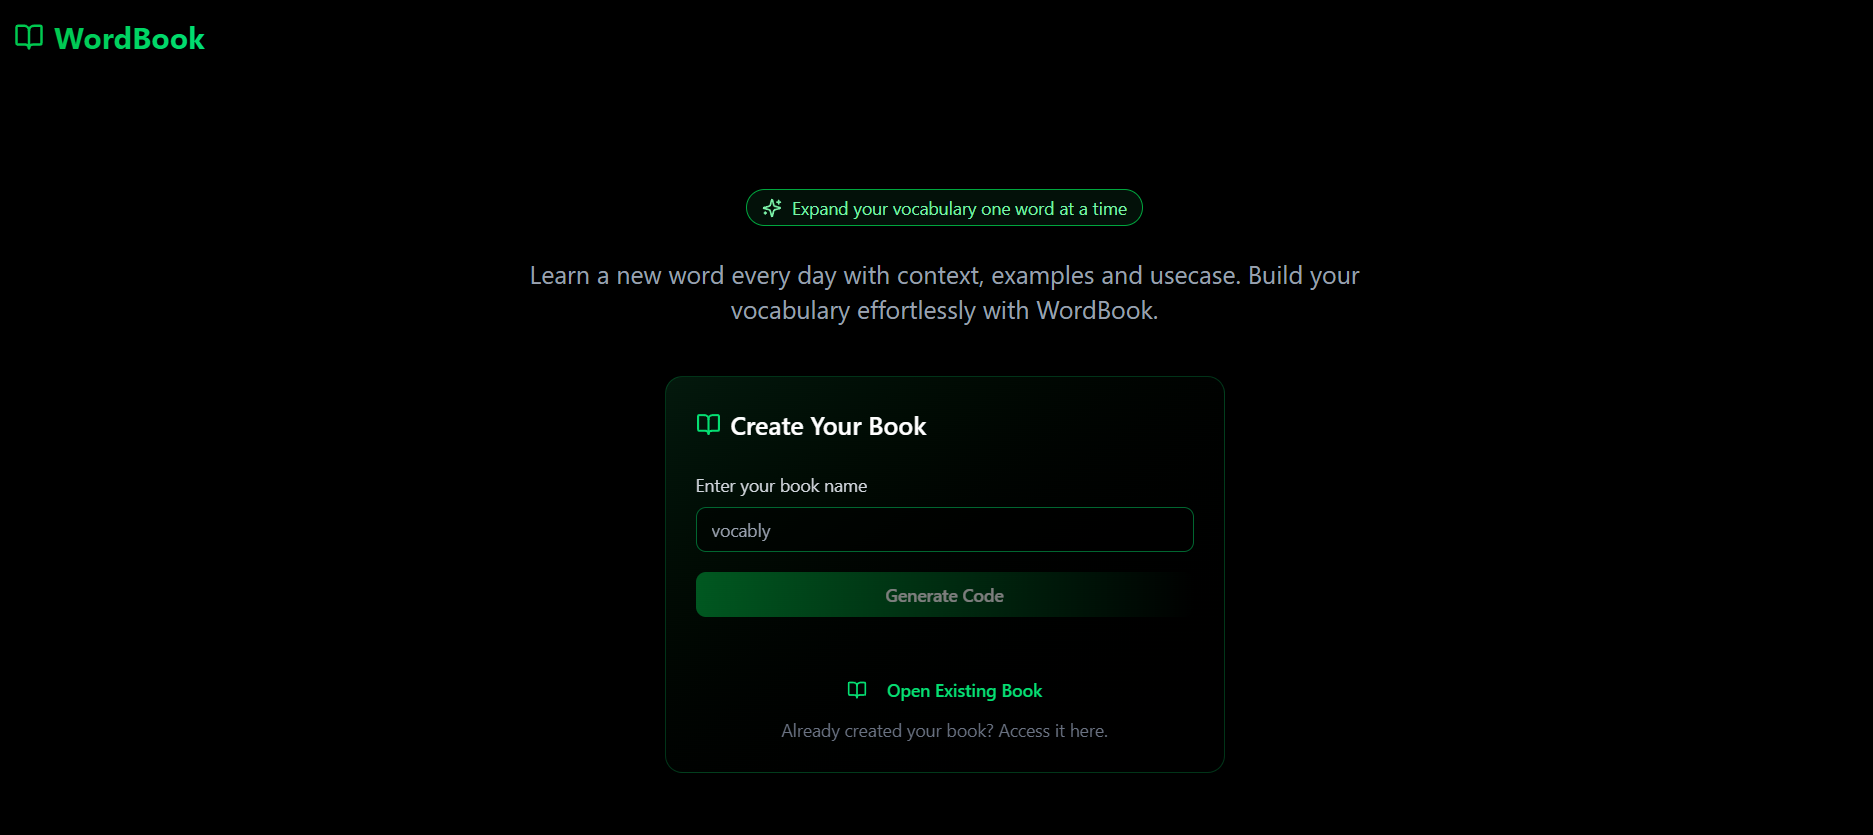 WordBook
Expand your vocabulary one word at a time
Learn a new word every day with context, examples and usecase. Build your
vocabulary effortlessly with WordBook.
Create Your Book
Enter your book name
vocably
Generate Code
Open Existing Book
Already created your book? Access it here.